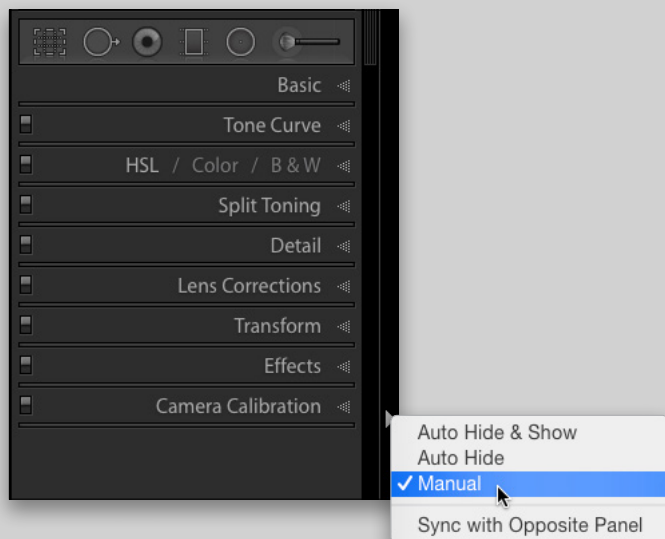 Basic
Tone Curve
HSL / Color / B & W
Split Toning
Detail
Lens Corrections
Transform
Effects
Camera Calibration
Auto Hide & Show
Auto Hide
✓ Manual
Sync with Opposite Panel